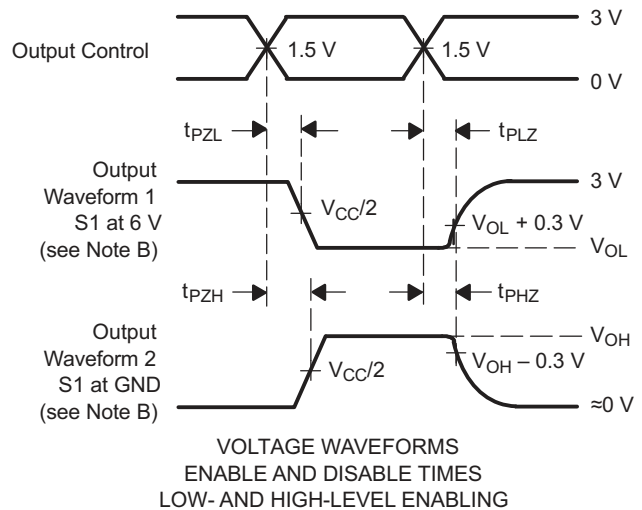 3 V
Output Control
1.5 V
1.5 V
0 V
tPZL
tPLZ
Output
Waveform 1
S1 at 6 V
(see Note B)
3 V
VCC/2
VOL + 0.3 V
VOL
tPZH
tPHZ
Output
Waveform 2
S1 at GND
(see Note B)
VOH
VCC/2
VOH – 0.3 V
≈0 V
VOLTAGE WAVEFORMS
ENABLE AND DISABLE TIMES
LOW- AND HIGH-LEVEL ENABLING